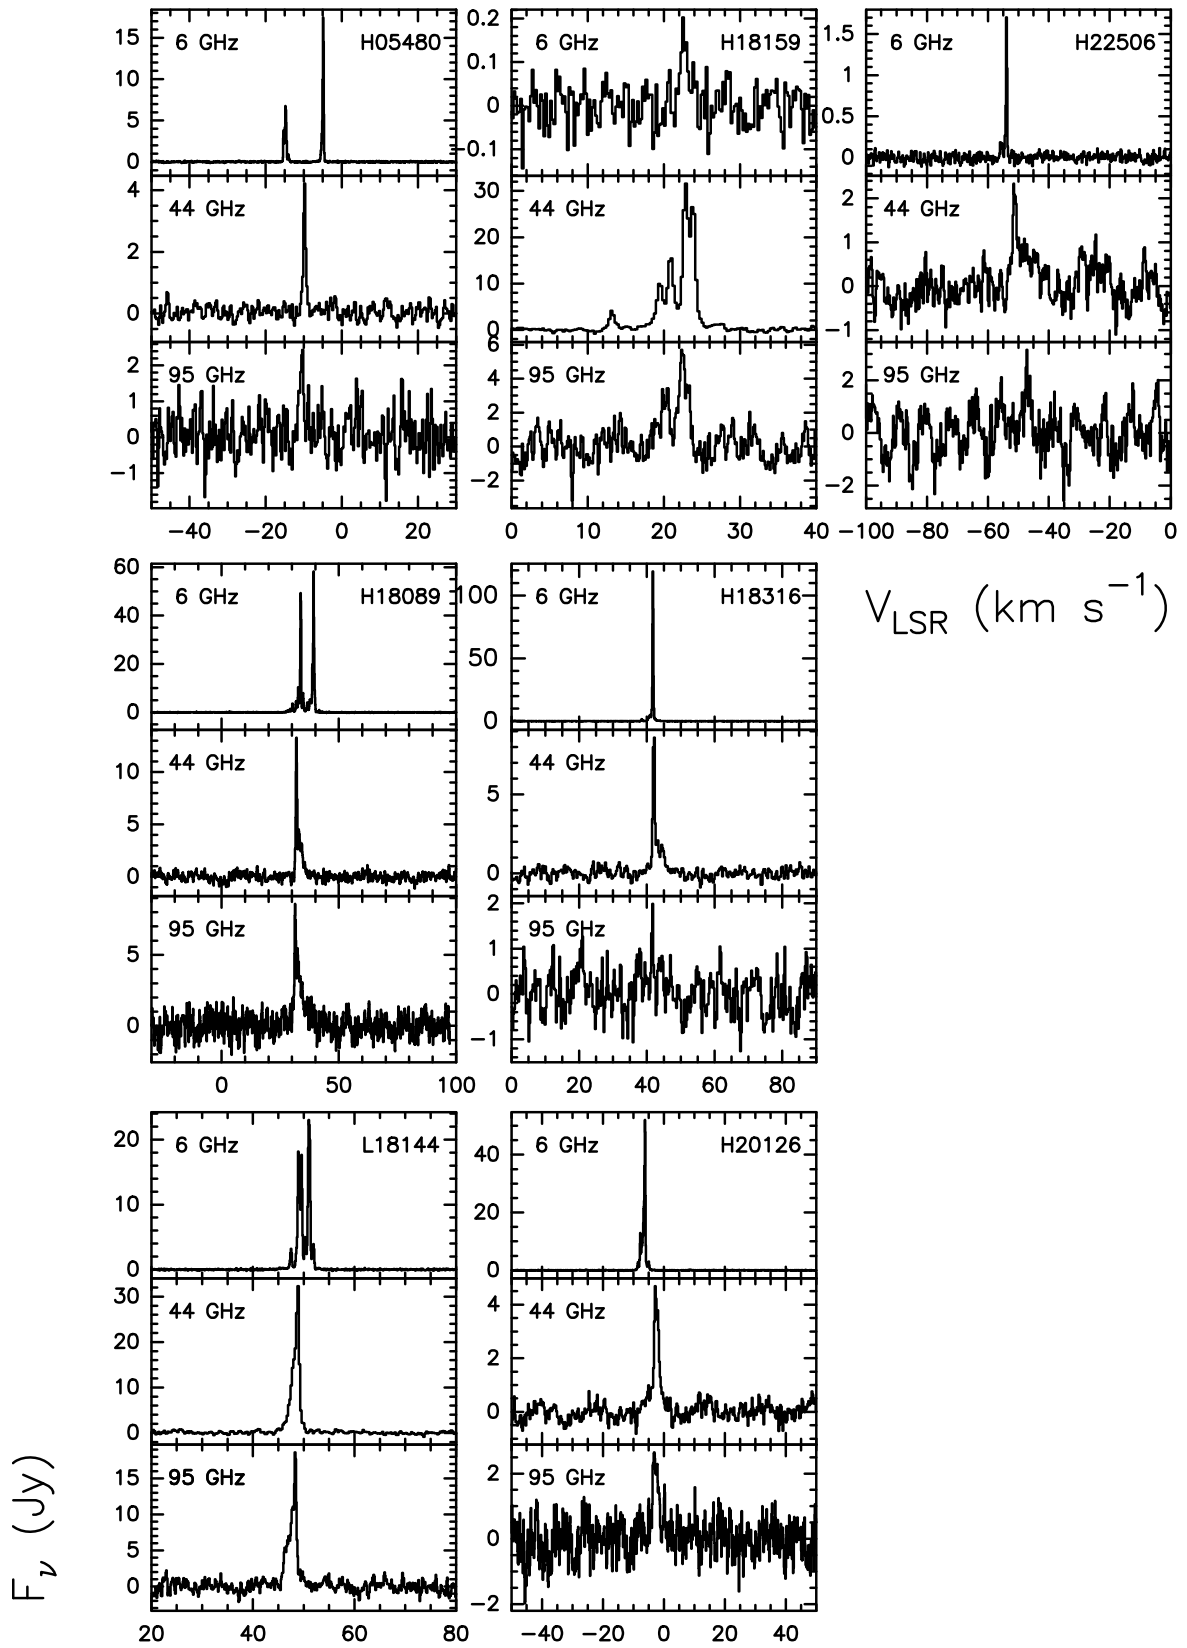 6 GHz H05480
15
10
5
0
44 GHz
4
2
0
95 GHz
2
1
0
−1
−40 −20 0 20
6 GHz H18159
0.2
0.1
0
−0.1
44 GHz
30
20
10
0
95 GHz
6
4
2
0
−2
0 10 20 30 40
6 GHz H22506
1.5
1
0.5
0
44 GHz
2
1
0
−1
95 GHz
2
0
−2
−100 −80 −60 −40 −20 0
V_LSR (km s⁻¹)
6 GHz H18089
60
40
20
0
44 GHz
10
5
0
95 GHz
5
0
0 50 100
6 GHz H18316
100
50
0
44 GHz
5
0
95 GHz
2
1
0
−1
0 20 40 60 80
6 GHz L18144
20
10
0
44 GHz
30
20
10
0
95 GHz
15
10
5
0
20 40 60 80
6 GHz H20126
40
20
0
44 GHz
4
2
0
95 GHz
2
0
−2
−40 −20 0 20 40
F_ν (Jy)